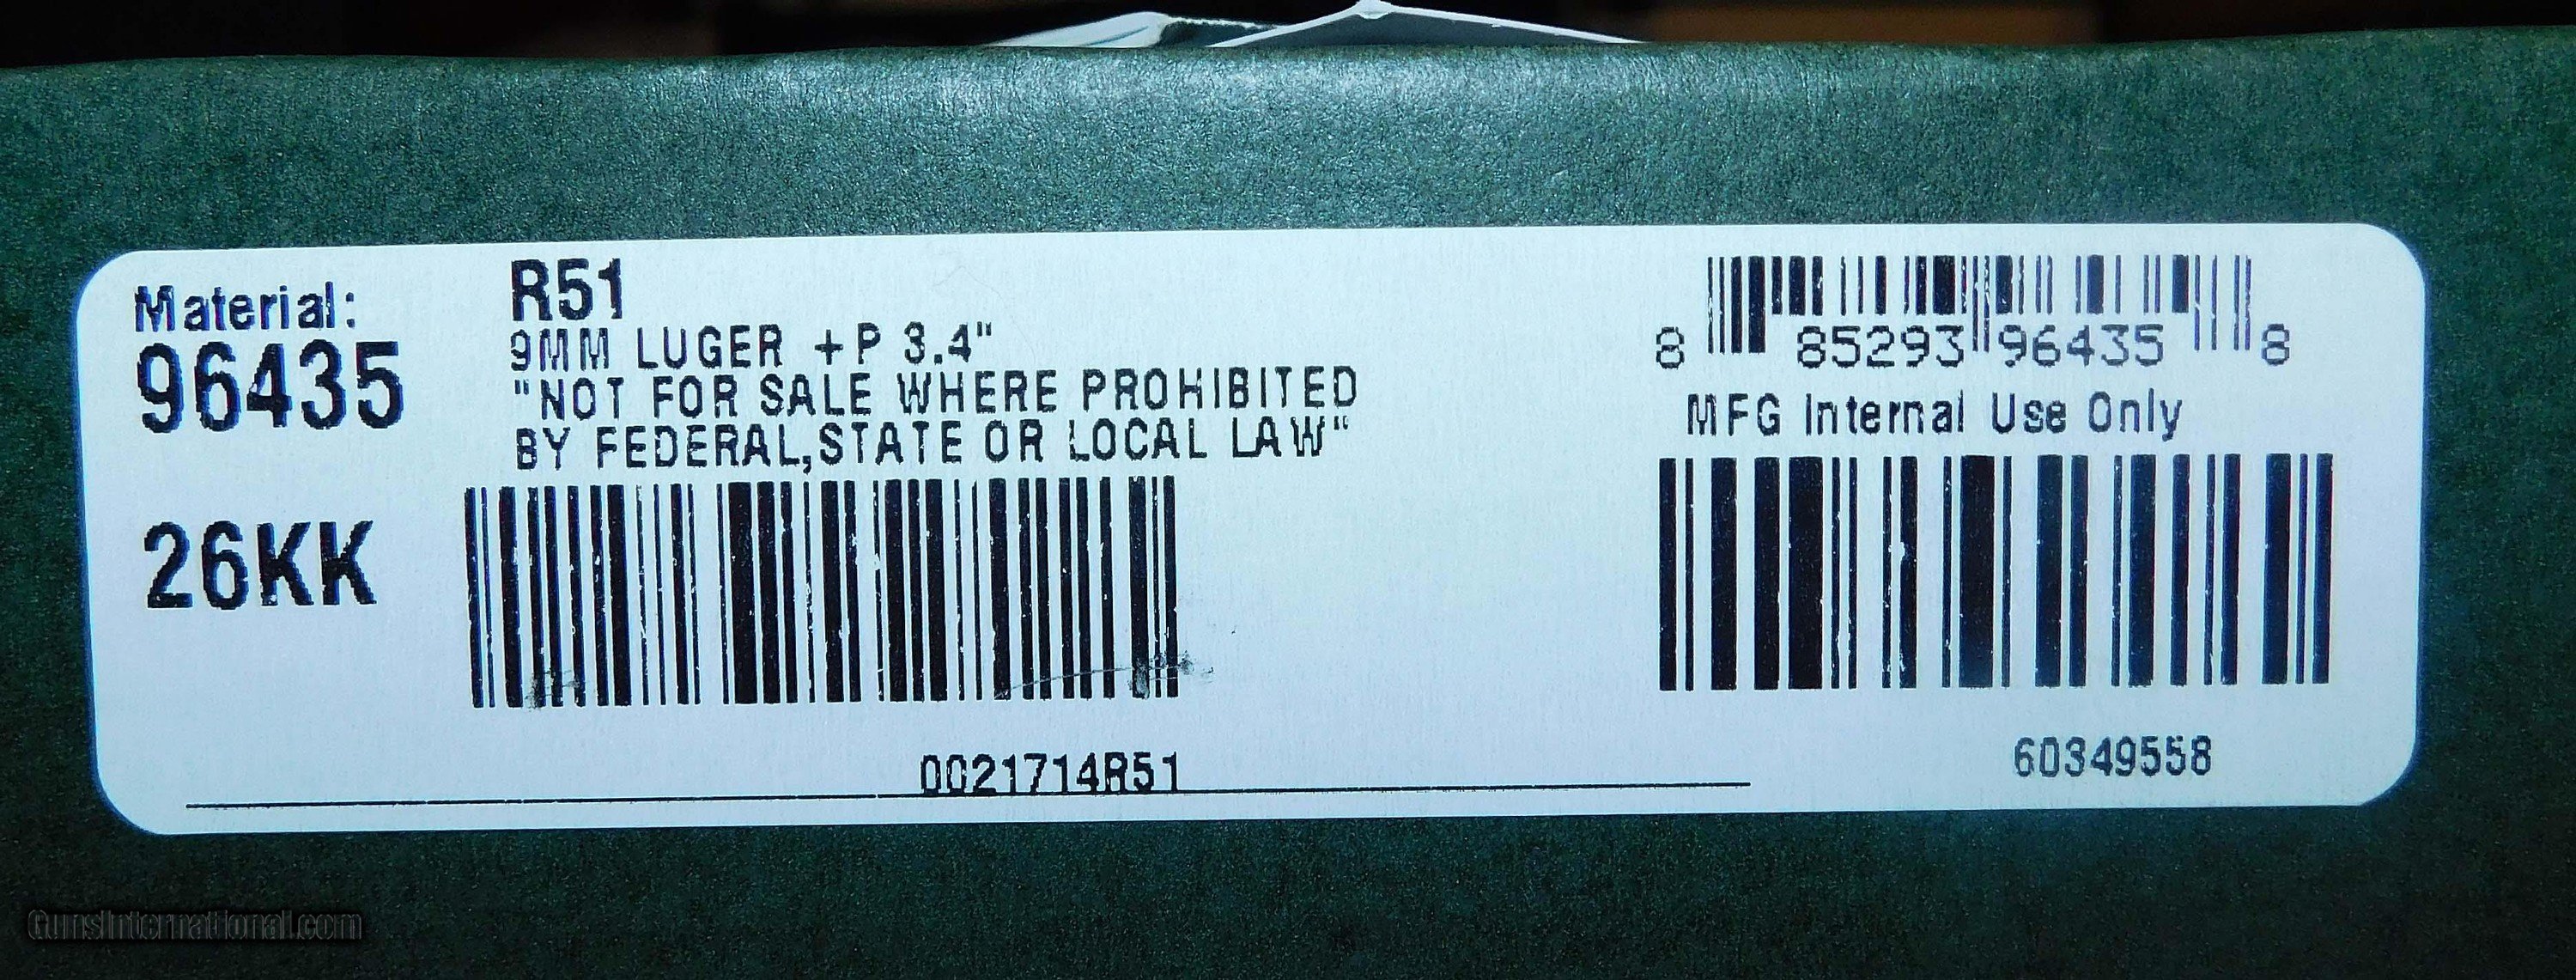 Material:
96435
26KK
R51
9MM LUGER +P 3.4"
"NOT FOR SALE WHERE PROHIBITED
BY FEDERAL,STATE OR LOCAL LAW"
0021714R51
8 85293 96435 8
MFG Internal Use Only
60349558
GunsInternational.com